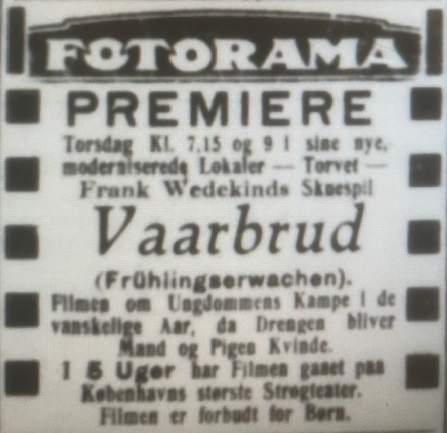 FOTORAMA
PREMIERE
Torsdag Kl. 7,15 og 9 i sine nye,
moderniserede Lokaler — Torvet —
Frank Wedekinds Skuespil
Vaarbrud
(Frühlingserwachen).
Filmen om Ungdommens Kampe i de
vanskelige Aar, da Drengen bliver
Mand og Pigen Kvinde.
I 5 Uger har Filmen gaaet paa
Københavns største Strøgteater.
Filmen er forbudt for Børn.